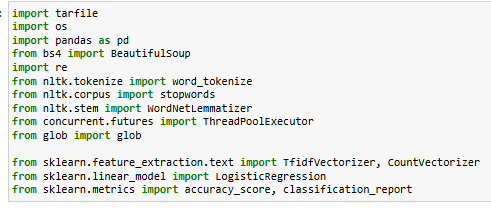 import tarfile
import os
import pandas as pd
from bs4 import BeautifulSoup
import re
from nltk.tokenize import word_tokenize
from nltk.corpus import stopwords
from nltk.stem import WordNetLemmatizer
from concurrent.futures import ThreadPoolExecutor
from glob import glob

from sklearn.feature_extraction.text import TfidfVectorizer, CountVectorizer
from sklearn.linear_model import LogisticRegression
from sklearn.metrics import accuracy_score, classification_report